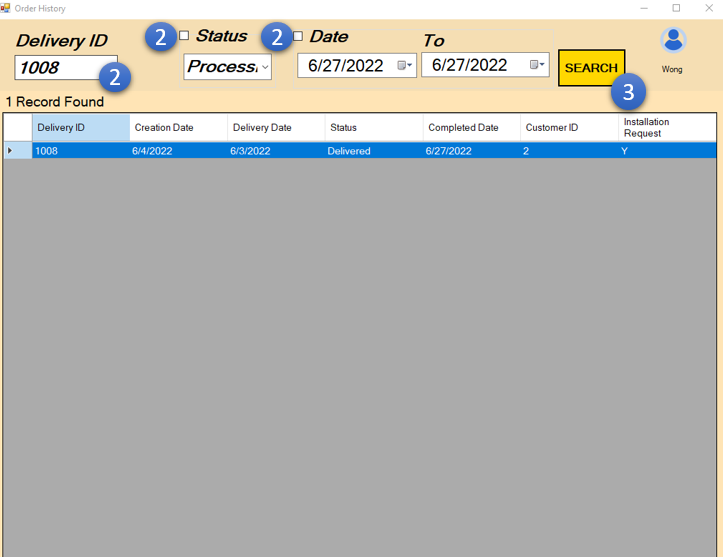 Order History
Delivery ID
2
Status
2
Date
To
1008
2
6/27/2022
6/27/2022
SEARCH
3
Wong
1 Record Found
Delivery ID Creation Date Delivery Date Status Completed Date Customer ID Installation Request
1008 6/4/2022 6/3/2022 Delivered 6/27/2022 2 Y